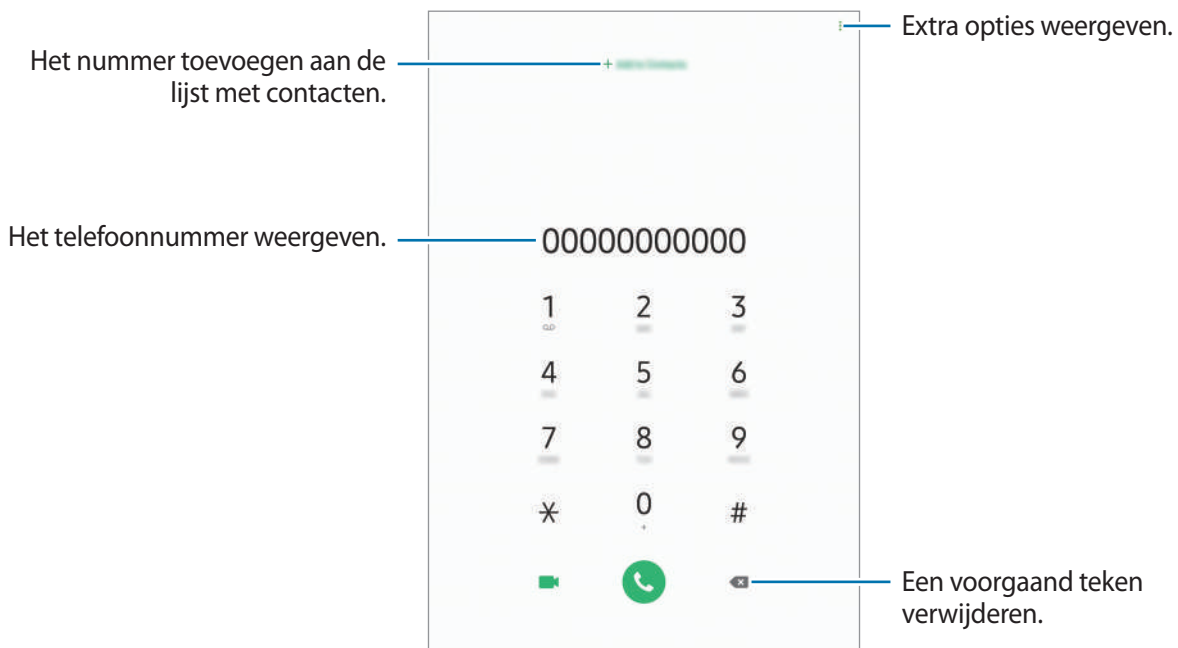 Extra opties weergeven.
Het nummer toevoegen aan de
lijst met contacten.
Het telefoonnummer weergeven.
00000000000
1 2 3
4 5 6
7 8 9
* 0 #
+
Een voorgaand teken
verwijderen.